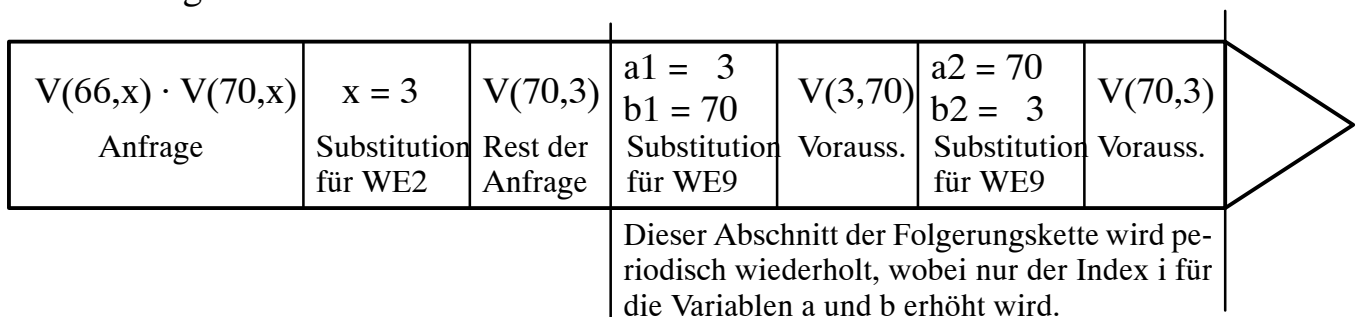 V(66,x) · V(70,x)
Anfrage
x = 3
Substitution
für WE2
V(70,3)
Rest der
Anfrage
a1 = 3
b1 = 70
Substitution
für WE9
V(3,70)
Vorauss.
a2 = 70
b2 = 3
Substitution
für WE9
V(70,3)
Vorauss.
Dieser Abschnitt der Folgerungskette wird pe-
riodisch wiederholt, wobei nur der Index i für
die Variablen a und b erhöht wird.